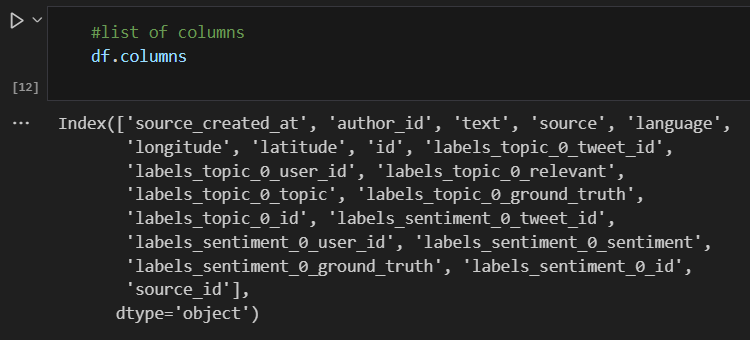 #list of columns
df.columns
[12]
... Index(['source_created_at', 'author_id', 'text', 'source', 'language',
'longitude', 'latitude', 'id', 'labels_topic_0_tweet_id',
'labels_topic_0_user_id', 'labels_topic_0_relevant',
'labels_topic_0_topic', 'labels_topic_0_ground_truth',
'labels_topic_0_id', 'labels_sentiment_0_tweet_id',
'labels_sentiment_0_user_id', 'labels_sentiment_0_sentiment',
'labels_sentiment_0_ground_truth', 'labels_sentiment_0_id',
'source_id'],
dtype='object')